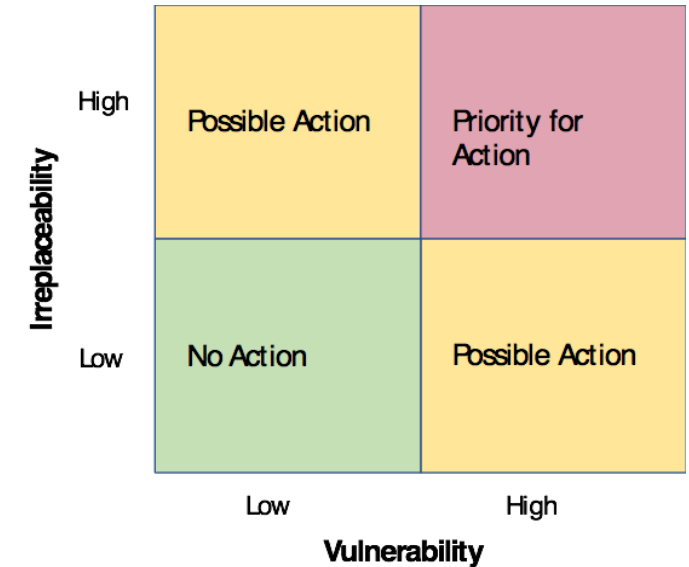 High
Possible Action
Priority for
Action
Irreplaceability
Low
No Action
Possible Action
Low
High
Vulnerability